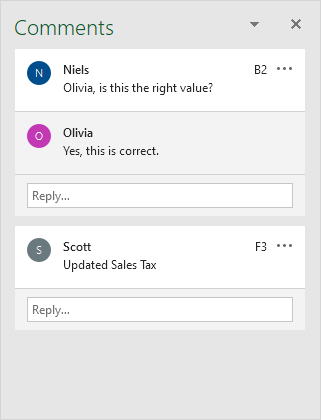 Comments
N Niels B2
Olivia, is this the right value?
O Olivia
Yes, this is correct.
Reply...
S Scott F3
Updated Sales Tax
Reply...